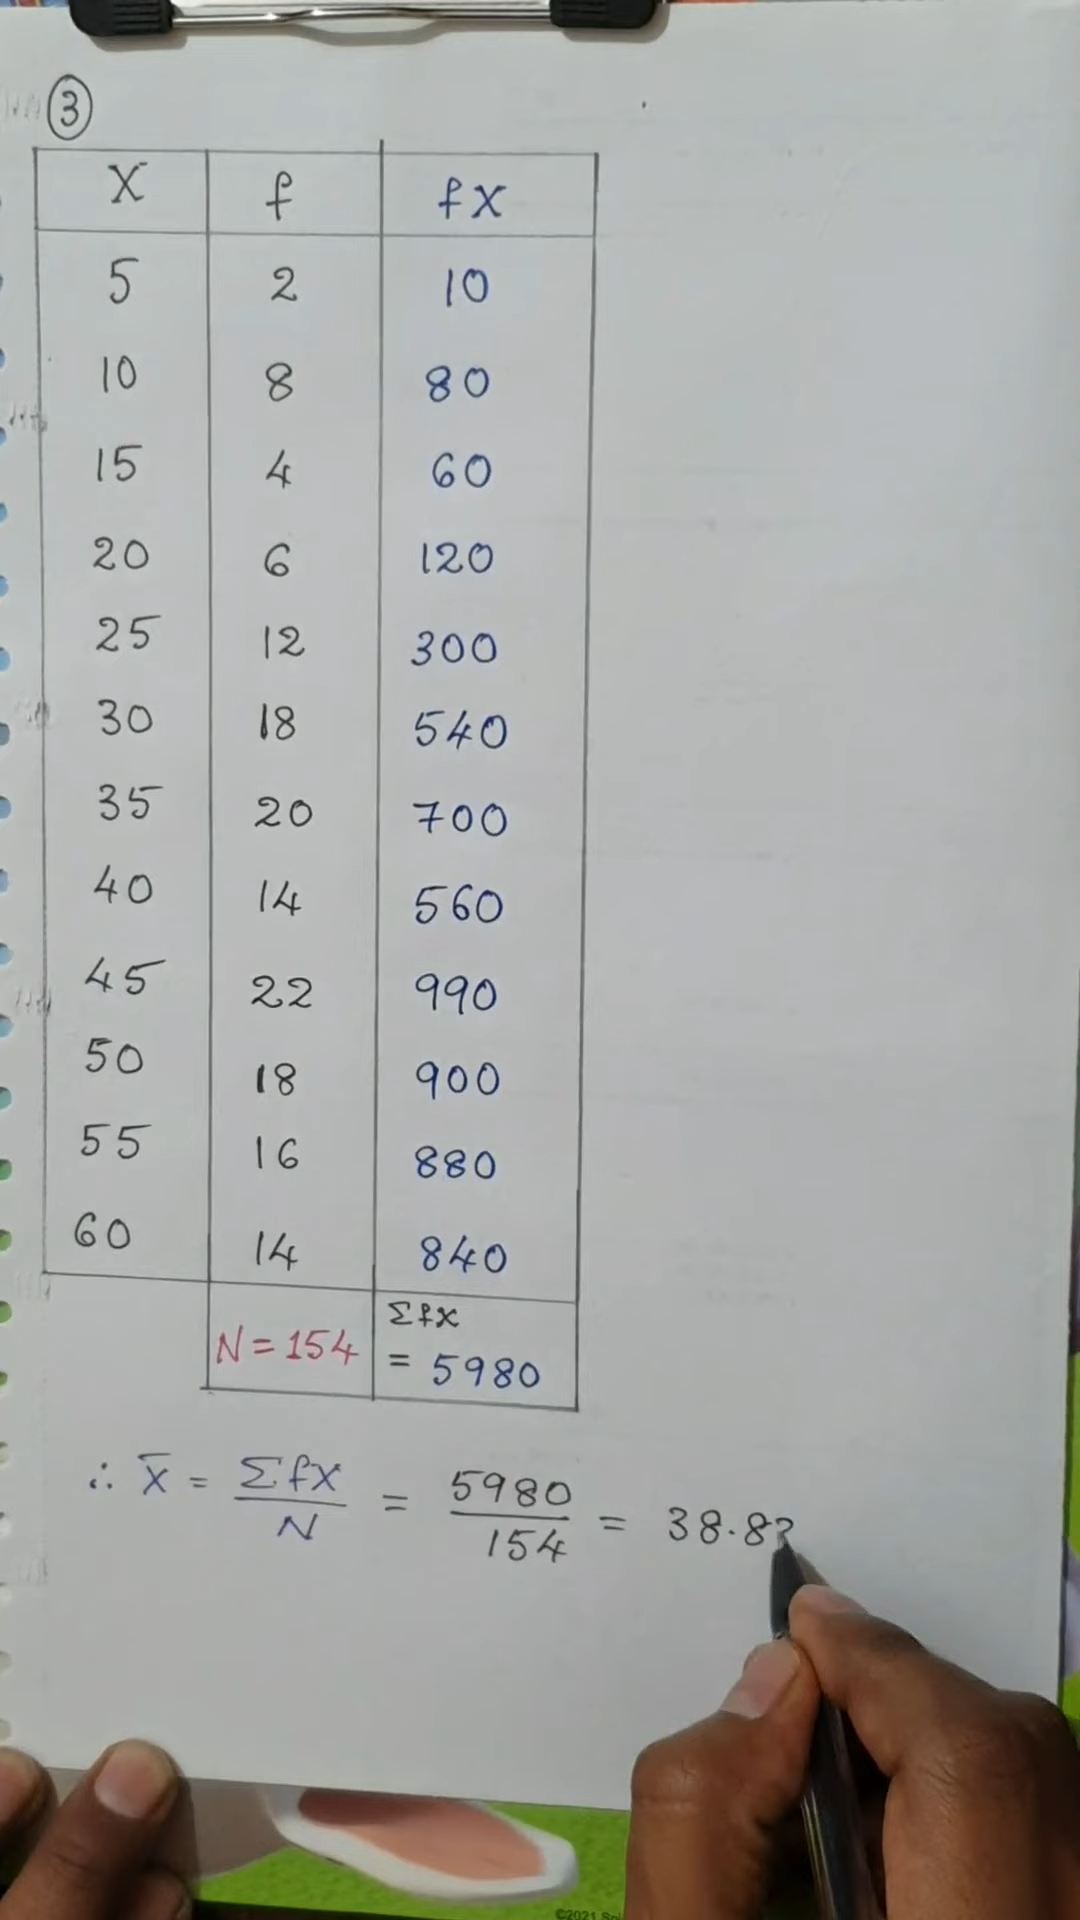 ③
X f fX
5 2 10
10 8 80
15 4 60
20 6 120
25 12 300
30 18 540
35 20 700
40 14 560
45 22 990
50 18 900
55 16 880
60 14 840
N = 154 Σfx = 5980
∴ x̄ = ΣfX/N = 5980/154 = 38.8
©2021